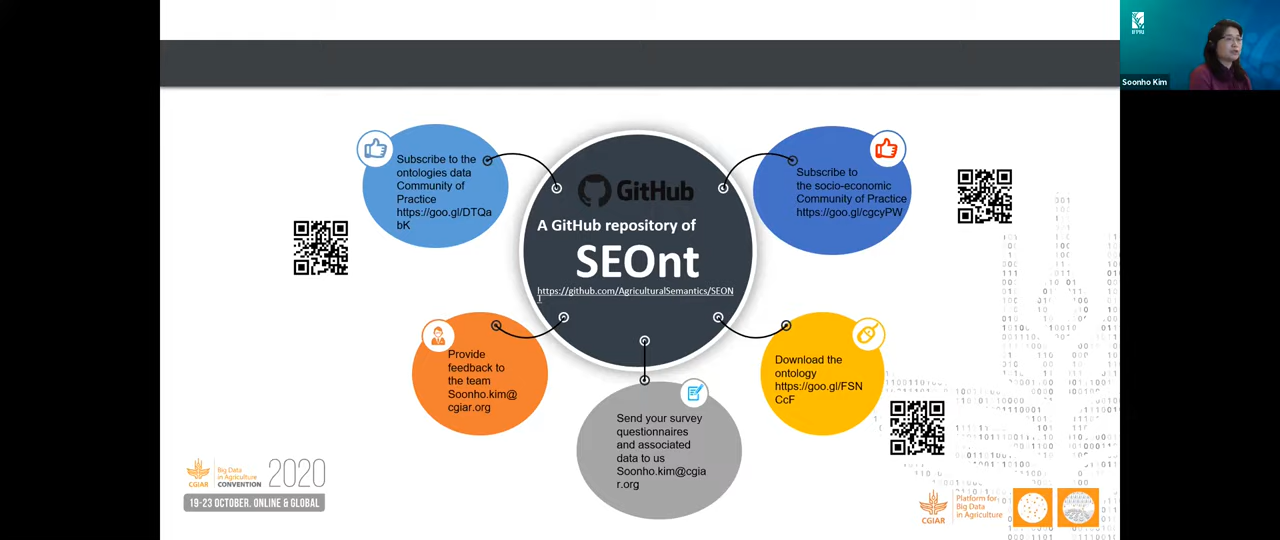 IFPRI
Soonho Kim
Subscribe to the
ontologies data
Community of
Practice
https://goo.gl/DTQa
bK
GitHub
A GitHub repository of
SEOnt
https://github.com/AgriculturalSemantics/SEON
T
Subscribe to
the socio-economic
Community of Practice
https://goo.gl/cgcyPW
Provide
feedback to
the team
Soonho.kim@
cgiar.org
Send your survey
questionnaires
and associated
data to us
Soonho.kim@cgia
r.org
Download the
ontology
https://goo.gl/FSN
CcF
CGIAR
Big Data
in Agriculture
CONVENTION
2020
19-23 OCTOBER, ONLINE & GLOBAL
CGIAR
Platform for
Big Data
in Agriculture